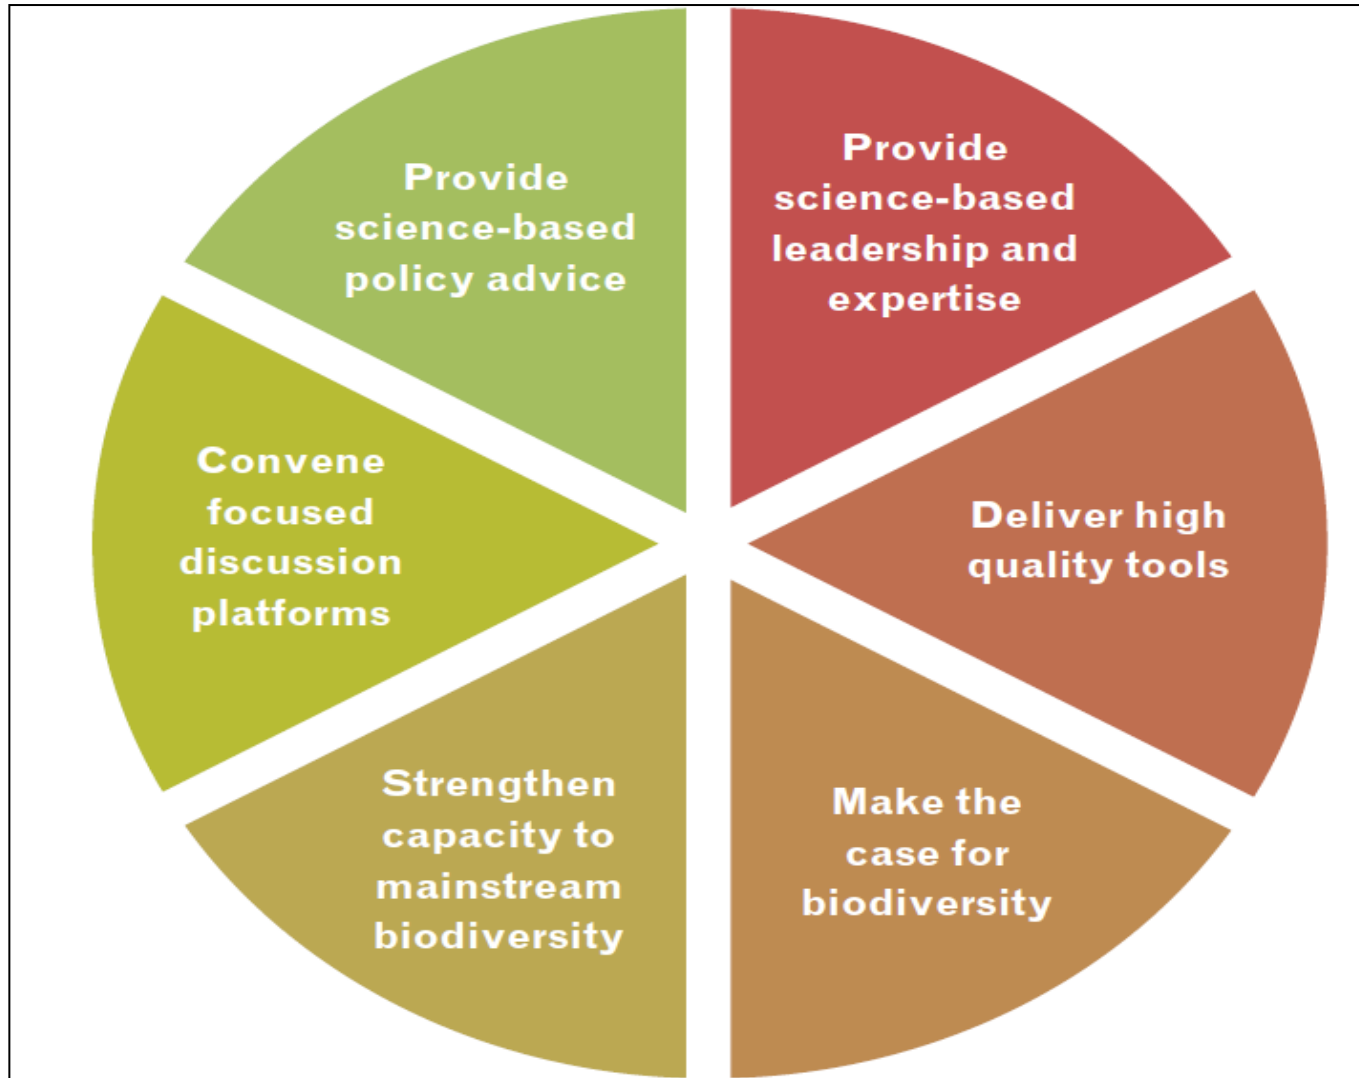 Provide
science-based
policy advice
Provide
science-based
leadership and
expertise
Convene
focused
discussion
platforms
Deliver high
quality tools
Strengthen
capacity to
mainstream
biodiversity
Make the
case for
biodiversity